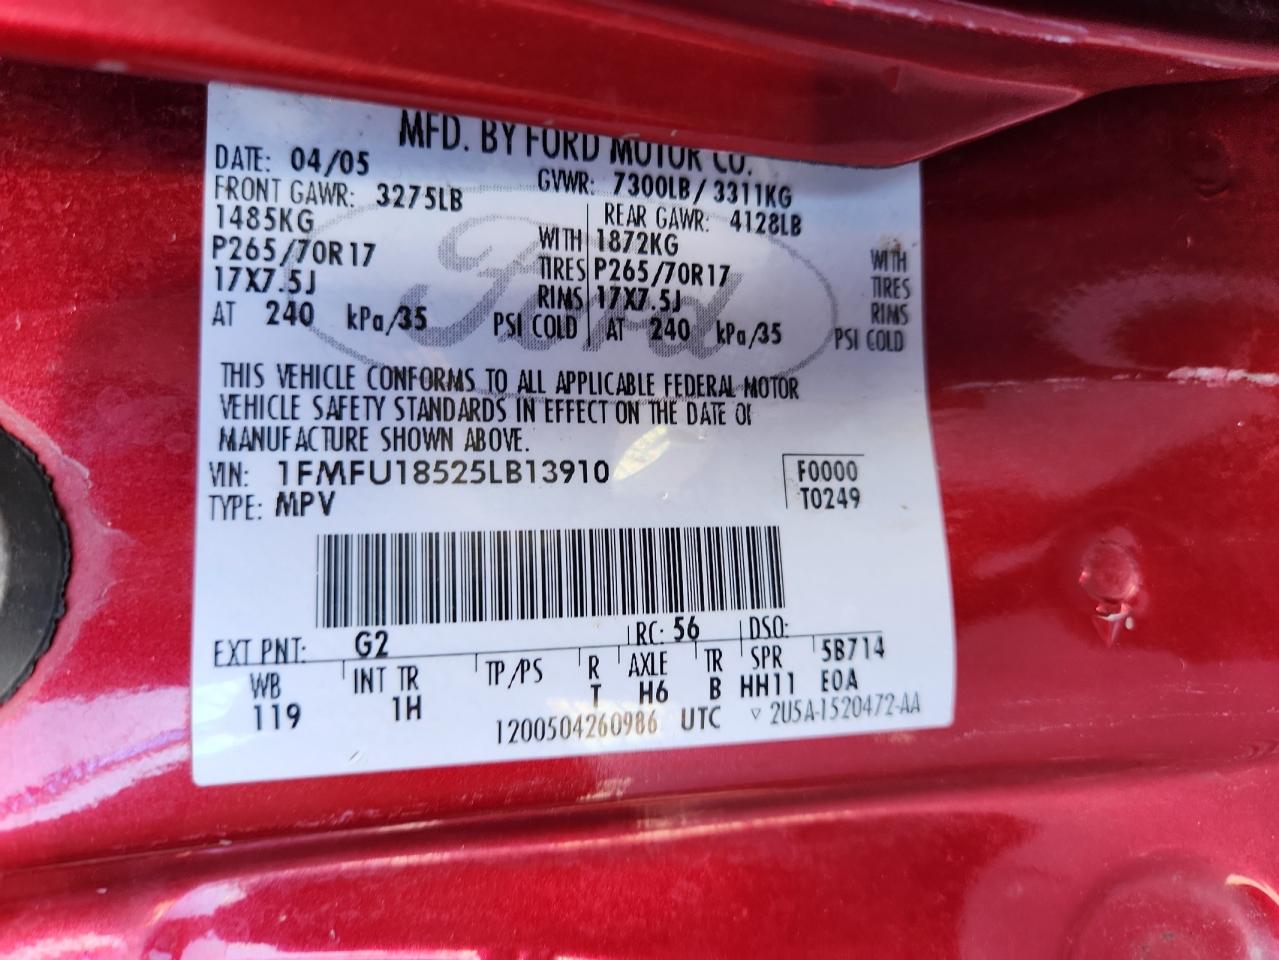 MFD. BY FORD MOTOR CO.
DATE: 04/05 GVWR: 7300LB/3311KG
FRONT GAWR: 3275LB REAR GAWR: 4128LB
1485KG WITH 1872KG WITH
P265/70R17 TIRES P265/70R17 TIRES
17X7.5J RIMS 17X7.5J RIMS
AT 240 kPa/35 PSI COLD AT 240 kPa/35 PSI COLD
Ford
THIS VEHICLE CONFORMS TO ALL APPLICABLE FEDERAL MOTOR
VEHICLE SAFETY STANDARDS IN EFFECT ON THE DATE OF
MANUFACTURE SHOWN ABOVE.
VIN: 1FMFU18525LB13910 F0000
TYPE: MPV T0249
EXT PNT: G2 RC: 56 DSO:
WB INT TR TP/PS R AXLE TR SPR 5B714
119 1H T H6 B HH11 E0A
1200504260986 UTC ▽ 2U5A-1520472-AA